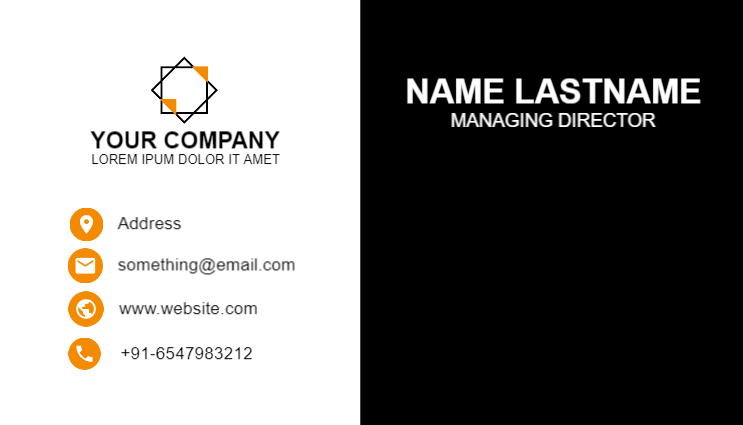 YOUR COMPANY
LOREM IPUM DOLOR IT AMET
Address
something@email.com
www.website.com
+91-6547983212
NAME LASTNAME
MANAGING DIRECTOR